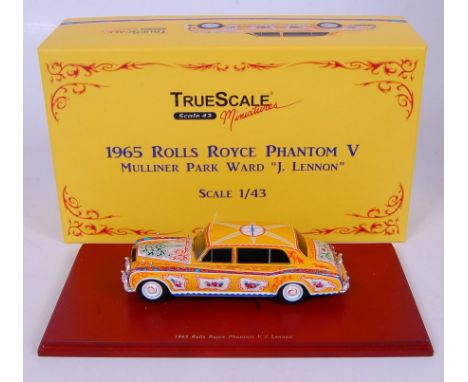 TRUESCALE®
Scale 43 Miniatures
1965 ROLLS ROYCE PHANTOM V
MULLINER PARK WARD "J. LENNON"
SCALE 1/43
1965 Rolls Royce Phantom V J. Lennon